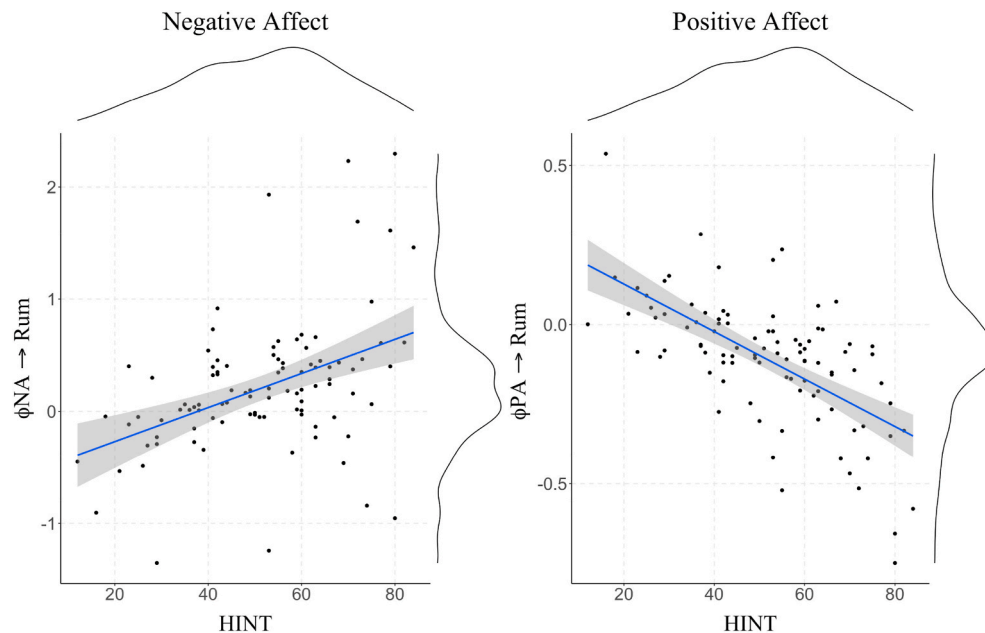 Negative Affect
ϕNA → Rum
2
1
0
-1
20
40
60
80
HINT
Positive Affect
ϕPA → Rum
0.5
0.0
-0.5
20
40
60
80
HINT